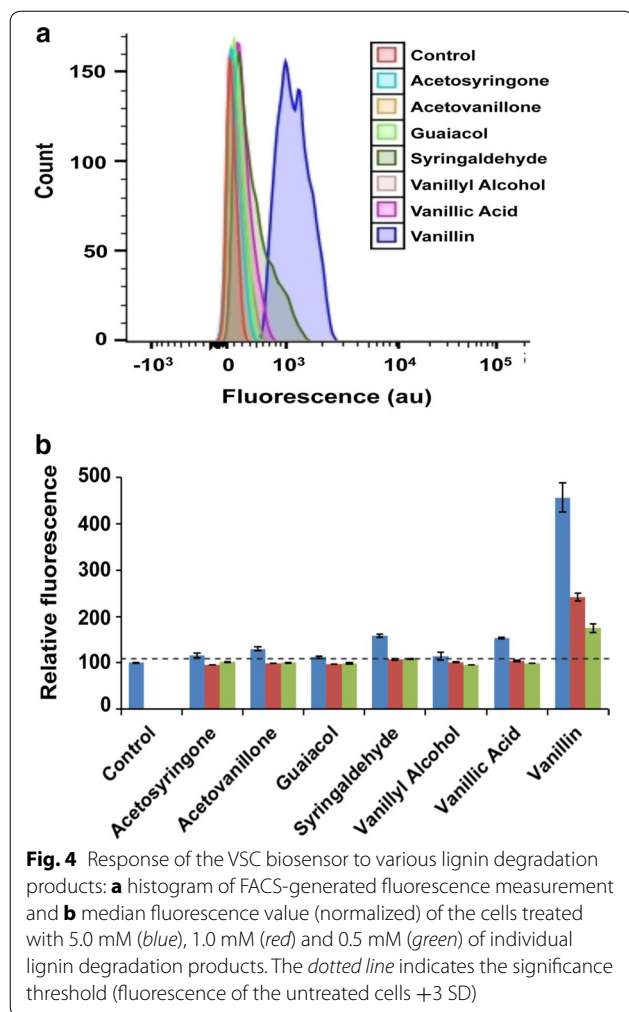 a
Count
150
100
50
0
-10³
0
10³
10⁴
10⁵
Fluorescence (au)
Control
Acetosyringone
Acetovanillone
Guaiacol
Syringaldehyde
Vanillyl Alcohol
Vanillic Acid
Vanillin
b
Relative fluorescence
500
400
300
200
100
0
Control
Acetosyringone
Acetovanillone
Guaiacol
Syringaldehyde
Vanillyl Alcohol
Vanillic Acid
Vanillin
Fig. 4 Response of the VSC biosensor to various lignin degradation
products: a histogram of FACS-generated fluorescence measurement
and b median fluorescence value (normalized) of the cells treated
with 5.0 mM (blue), 1.0 mM (red) and 0.5 mM (green) of individual
lignin degradation products. The dotted line indicates the significance
threshold (fluorescence of the untreated cells +3 SD)